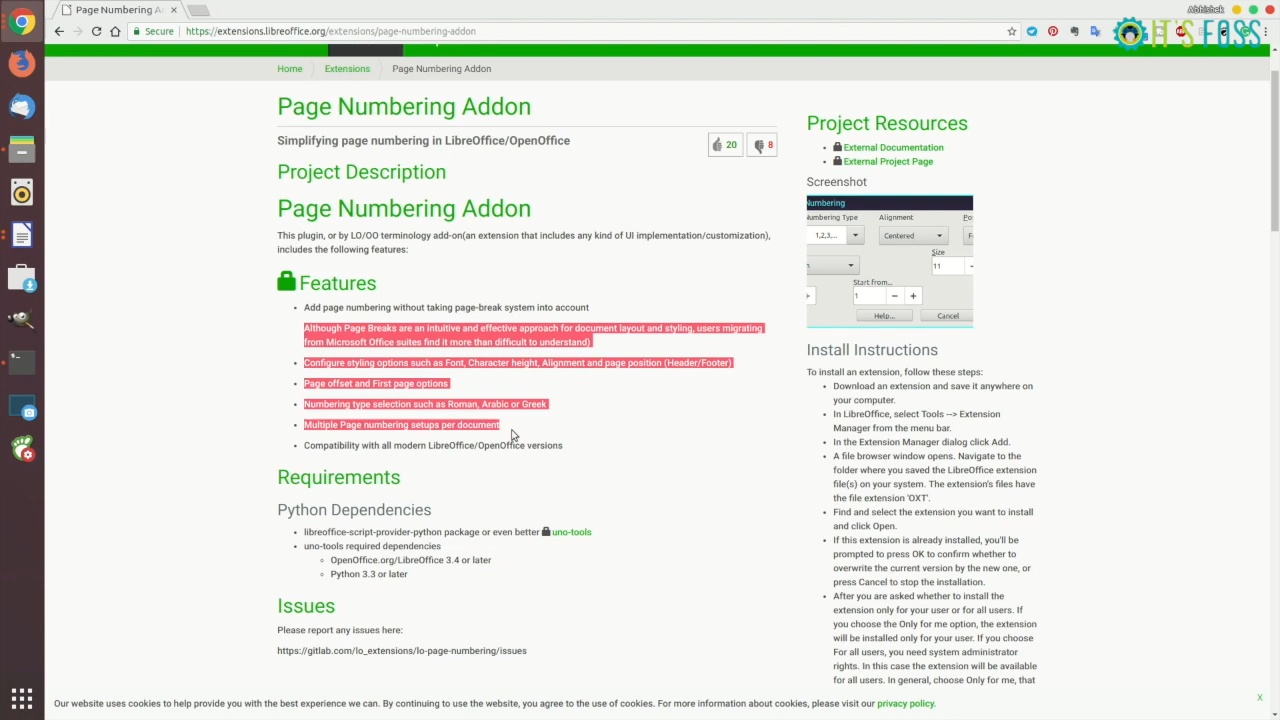 Page Numbering Ad
Abhishek
Secure
https://extensions.libreoffice.org/extensions/page-numbering-addon
IT'S FOSS
Home
Extensions
Page Numbering Addon
Page Numbering Addon
Simplifying page numbering in LibreOffice/OpenOffice
20
8
Project Description
Page Numbering Addon
This plugin, or by LO/OO terminology add-on(an extension that includes any kind of UI implementation/customization),
includes the following features:
Features
Add page numbering without taking page-break system into account
Although Page Breaks are an intuitive and effective approach for document layout and styling, users migrating
from Microsoft Office suites find it more than difficult to understand)
Configure styling options such as Font, Character height, Alignment and page position (Header/Footer)
Page offset and First page options
Numbering type selection such as Roman, Arabic or Greek
Multiple Page numbering setups per document
Compatibility with all modern LibreOffice/OpenOffice versions
Requirements
Python Dependencies
libreoffice-script-provider-python package or even better uno-tools
uno-tools required dependencies
OpenOffice.org/LibreOffice 3.4 or later
Python 3.3 or later
Issues
Please report any issues here:
https://gitlab.com/lo_extensions/lo-page-numbering/issues
Project Resources
External Documentation
External Project Page
Screenshot
Numbering
Numbering Type
Alignment
Po
1,2,3,...
Centered
F
Size
11
n
Start from...
1
Help...
Cancel
Install Instructions
To install an extension, follow these steps:
Download an extension and save it anywhere on
your computer.
In LibreOffice, select Tools --> Extension
Manager from the menu bar.
In the Extension Manager dialog click Add.
A file browser window opens. Navigate to the
folder where you saved the LibreOffice extension
file(s) on your system. The extension's files have
the file extension 'OXT'.
Find and select the extension you want to install
and click Open.
If this extension is already installed, you'll be
prompted to press OK to confirm whether to
overwrite the current version by the new one, or
press Cancel to stop the installation.
After you are asked whether to install the
extension only for your user or for all users. If
you choose the Only for me option, the extension
will be installed only for your user. If you choose
For all users, you need system administrator
rights. In this case the extension will be available
for all users. In general, choose Only for me, that
Our website uses cookies to help provide you with the best experience we can. By continuing to use the website, you agree to the use of cookies. For more information about cookies, please visit our privacy policy.
X